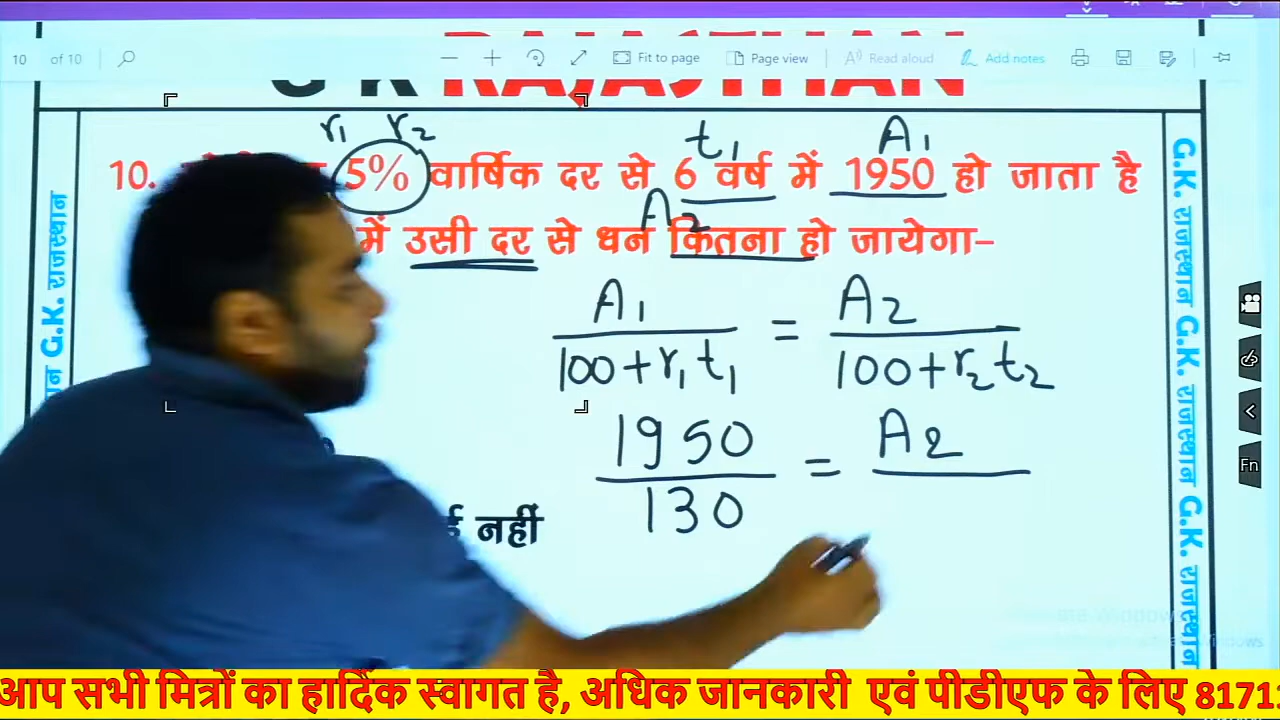 10 of 10
Fit to page
Page view
Read aloud
Add notes
RAJASTHAN
r₁ r₂ t₁ A₁
10. 5% वार्षिक दर से 6 वर्ष में 1950 हो जाता है
A₂
में उसी दर से धन कितना हो जायेगा-
A₁ = A₂
100+r₁t₁ 100+r₂t₂
1950 = A₂
130
नहीं
G.K. राजस्थान
G.K. राजस्थान G.K. राजस्थान G.K. राजस्थान
Fn
आप सभी मित्रों का हार्दिक स्वागत है, अधिक जानकारी एवं पीडीएफ के लिए